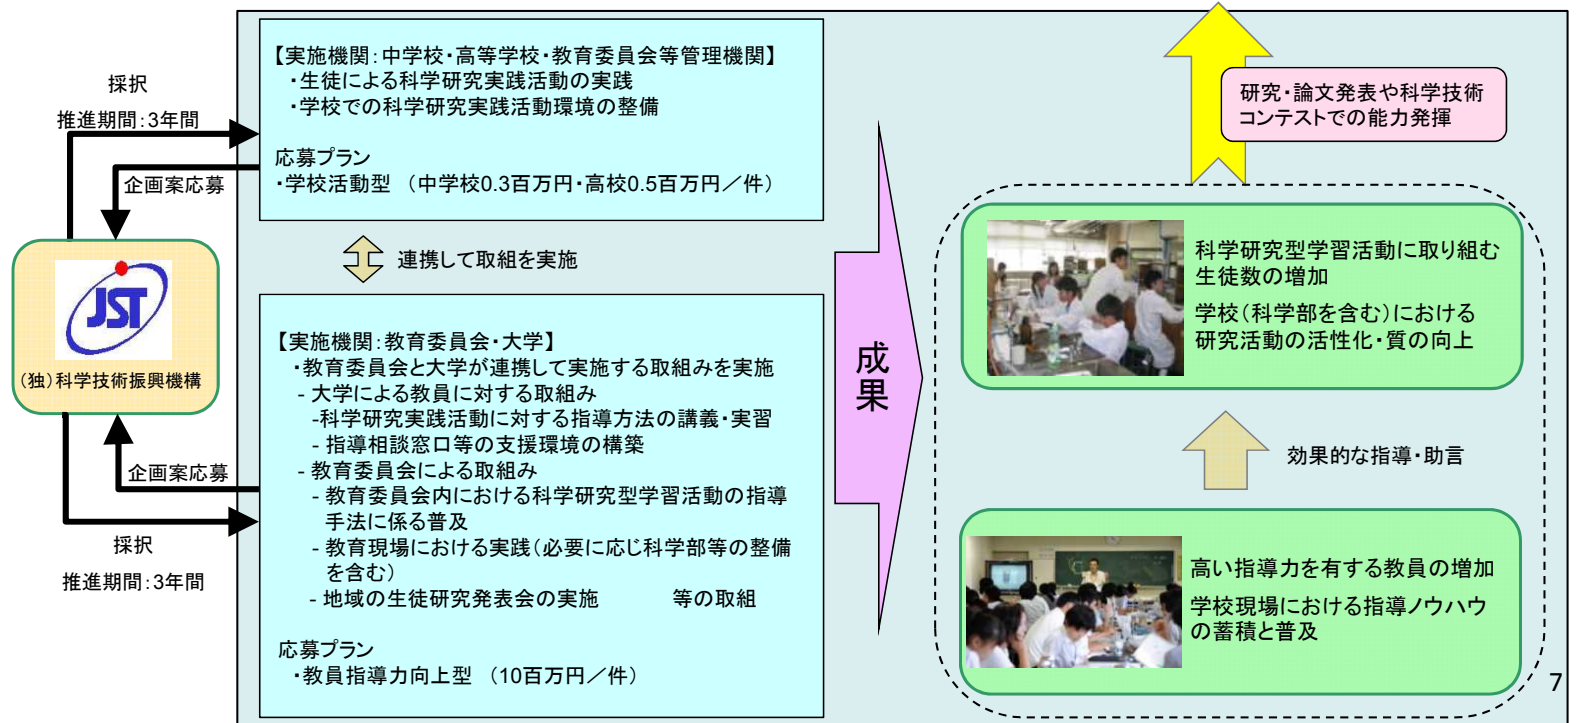 採択
推進期間:3年間
企画案応募
JST
(独)科学技術振興機構
企画案応募
採択
推進期間:3年間
【実施機関:中学校・高等学校・教育委員会等管理機関】
・生徒による科学研究実践活動の実践
・学校での科学研究実践活動環境の整備
応募プラン
・学校活動型 (中学校0.3百万円・高校0.5百万円/件)
連携して取組を実施
【実施機関:教育委員会・大学】
・教育委員会と大学が連携して実施する取組みを実施
- 大学による教員に対する取組み
-科学研究実践活動に対する指導方法の講義・実習
- 指導相談窓口等の支援環境の構築
- 教育委員会による取組み
- 教育委員会内における科学研究型学習活動の指導
手法に係る普及
- 教育現場における実践(必要に応じ科学部等の整備
を含む)
- 地域の生徒研究発表会の実施 等の取組
応募プラン
・教員指導力向上型 (10百万円/件)
成果
研究・論文発表や科学技術
コンテストでの能力発揮
科学研究型学習活動に取り組む
生徒数の増加
学校(科学部を含む)における
研究活動の活性化・質の向上
効果的な指導・助言
高い指導力を有する教員の増加
学校現場における指導ノウハウ
の蓄積と普及
7